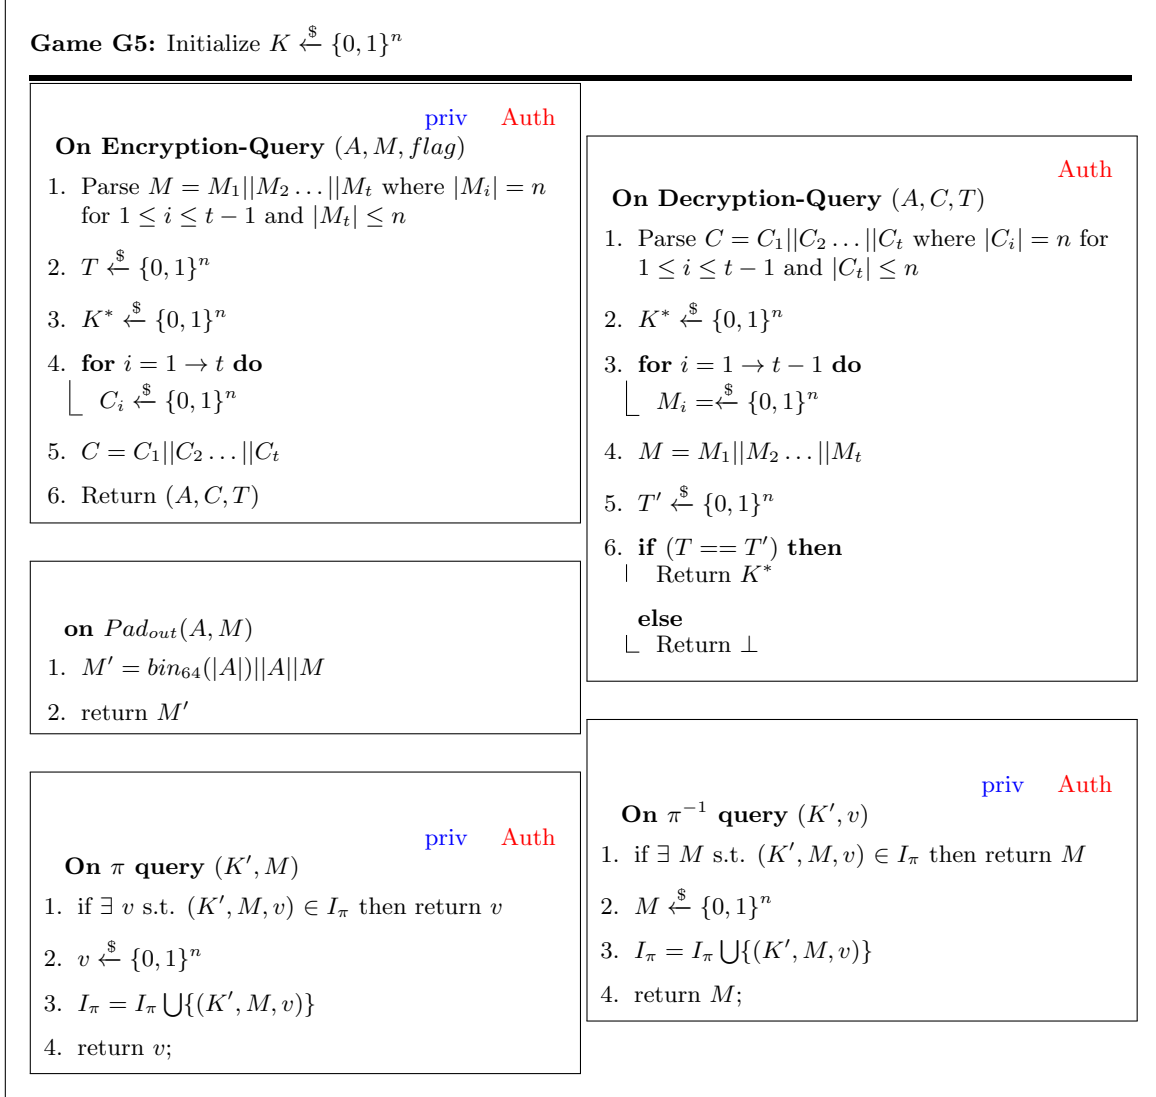 Game G5: Initialize K $← {0, 1}^n
priv Auth
On Encryption-Query (A, M, flag)
1. Parse M = M_1||M_2 . . . ||M_t where |M_i| = n
for 1 ≤ i ≤ t − 1 and |M_t| ≤ n
2. T $← {0, 1}^n
3. K^* $← {0, 1}^n
4. for i = 1 → t do
C_i $← {0, 1}^n
5. C = C_1||C_2 . . . ||C_t
6. Return (A, C, T)
on Pad_{out}(A, M)
1. M′ = bin_{64}(|A|)||A||M
2. return M′
priv Auth
On π query (K′, M)
1. if ∃ v s.t. (K′, M, v) ∈ I_π then return v
2. v $← {0, 1}^n
3. I_π = I_π ⋃{(K′, M, v)}
4. return v;
Auth
On Decryption-Query (A, C, T)
1. Parse C = C_1||C_2 . . . ||C_t where |C_i| = n for
1 ≤ i ≤ t − 1 and |C_t| ≤ n
2. K^* $← {0, 1}^n
3. for i = 1 → t − 1 do
M_i = $← {0, 1}^n
4. M = M_1||M_2 . . . ||M_t
5. T′ $← {0, 1}^n
6. if (T == T′) then
Return K^*
else
Return ⊥
priv Auth
On π^{−1} query (K′, v)
1. if ∃ M s.t. (K′, M, v) ∈ I_π then return M
2. M $← {0, 1}^n
3. I_π = I_π ⋃{(K′, M, v)}
4. return M;